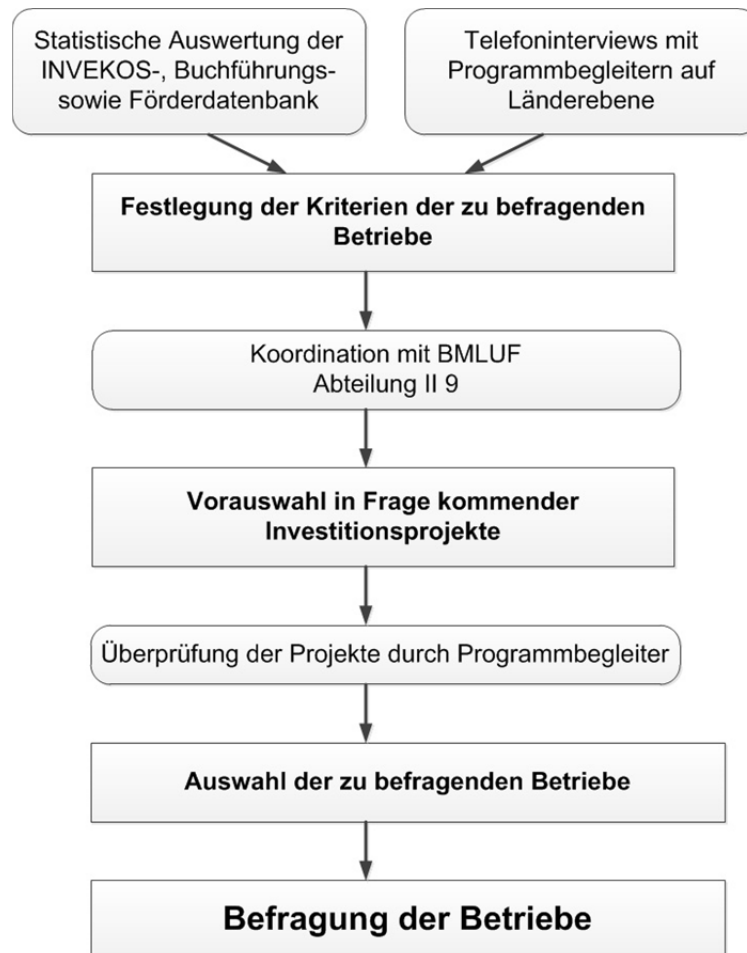 Statistische Auswertung der
INVEKOS-, Buchführungs-
sowie Förderdatenbank
Telefoninterviews mit
Programmbegleitern auf
Länderebene
Festlegung der Kriterien der zu befragenden
Betriebe
Koordination mit BMLUF
Abteilung II 9
Vorauswahl in Frage kommender
Investitionsprojekte
Überprüfung der Projekte durch Programmbegleiter
Auswahl der zu befragenden Betriebe
Befragung der Betriebe